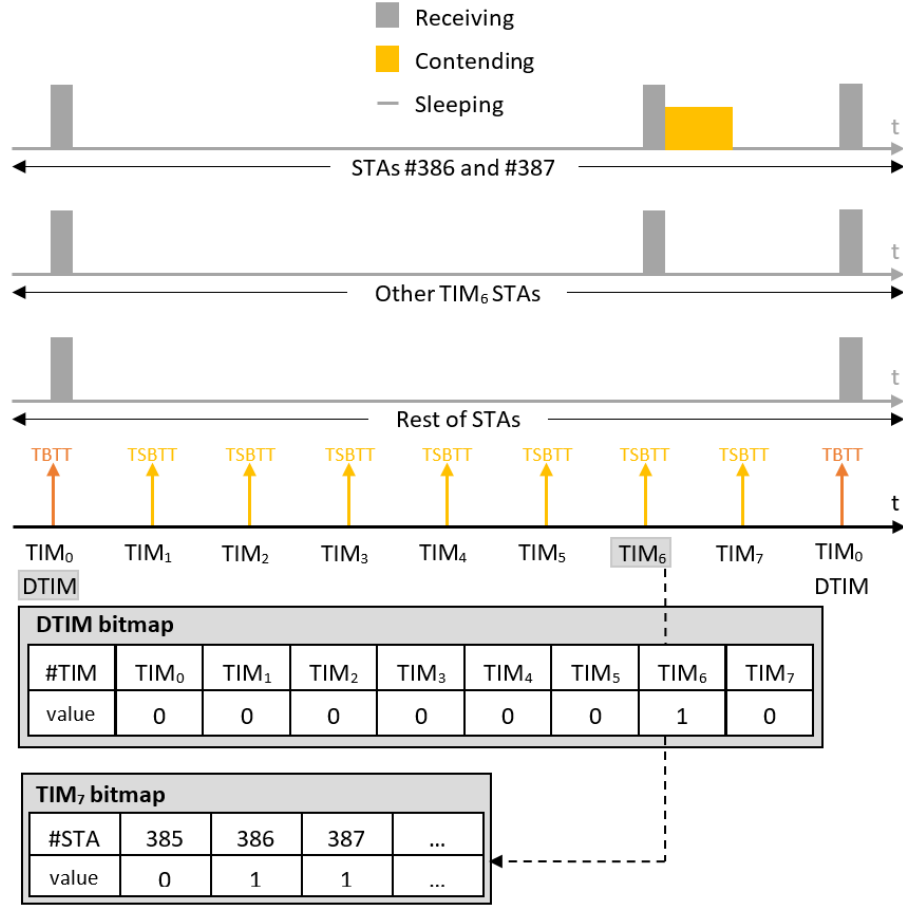 Receiving
Contending
Sleeping
t
STAs #386 and #387
t
Other TIM₆ STAs
t
Rest of STAs
TBTT TSBTT TSBTT TSBTT TSBTT TSBTT TSBTT TSBTT TBTT
t
TIM₀ TIM₁ TIM₂ TIM₃ TIM₄ TIM₅ TIM₆ TIM₇ TIM₀
DTIM DTIM
DTIM bitmap
#TIM TIM₀ TIM₁ TIM₂ TIM₃ TIM₄ TIM₅ TIM₆ TIM₇
value 0 0 0 0 0 0 1 0
TIM₇ bitmap
#STA 385 386 387 ...
value 0 1 1 ...